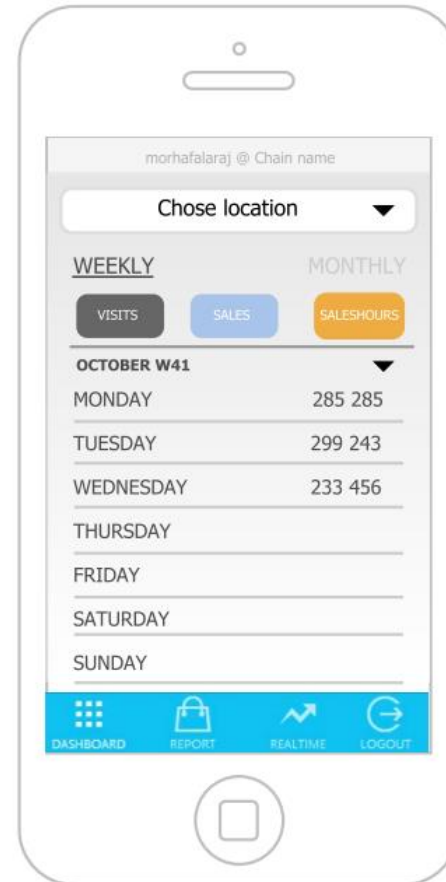 morhafalaraj @ Chain name
Chose location
WEEKLY MONTHLY
VISITS SALES SALESHOURS
OCTOBER W41
MONDAY 285 285
TUESDAY 299 243
WEDNESDAY 233 456
THURSDAY
FRIDAY
SATURDAY
SUNDAY
DASHBOARD REPORT REALTIME LOGOUT